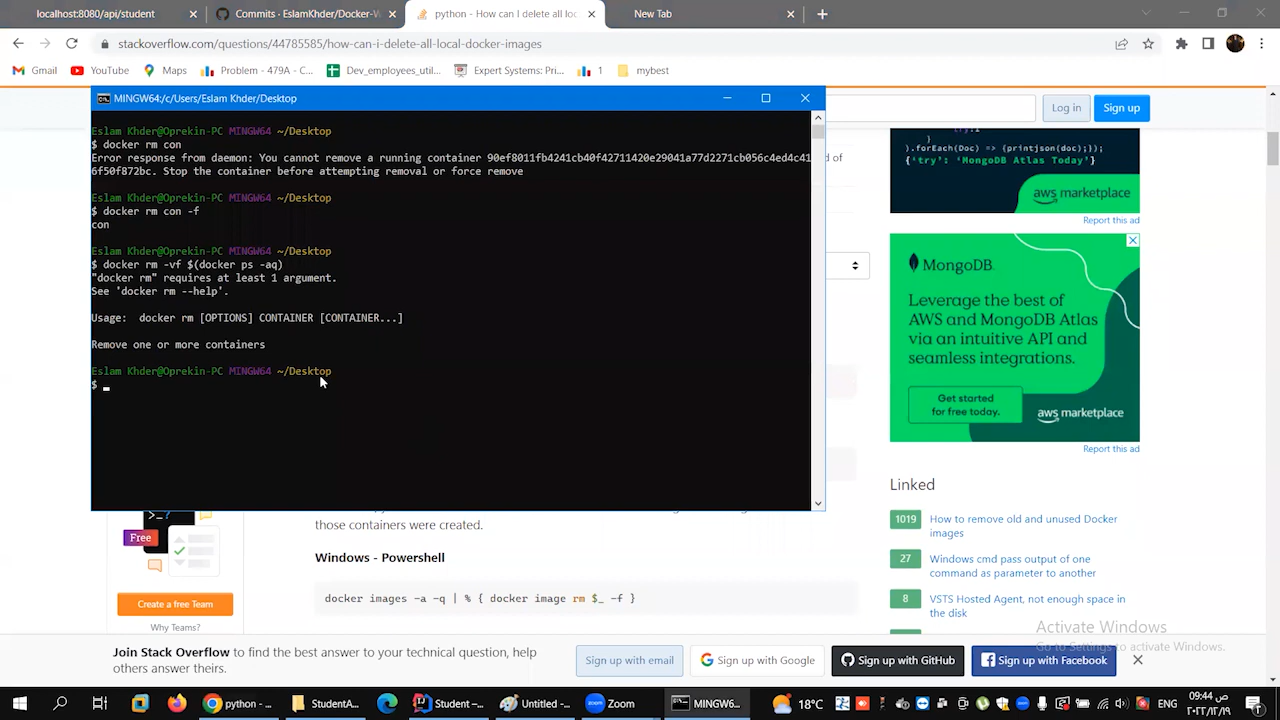 dashboard.postman.com/student
Commits · EslamKhder/Docker-W
python - How can I delete all loc
New Tab
stackoverflow.com/questions/44785585/how-can-i-delete-all-local-docker-images
Gmail
YouTube
Maps
Problem - 479A - C...
Dev_employees_util...
Expert Systems: Pri...
1
mybest
MINGW64:/c/Users/Eslam Khder/Desktop
Log in
Sign up
Eslam Khder@Oprekin-PC MINGW64 ~/Desktop
$ docker rm con
Error response from daemon: You cannot remove a running container 90ef8011fb4241cb40f42711420e29041a77d2271cb056c4ed4c41
6f50f872bc. Stop the container before attempting removal or force remove
Eslam Khder@Oprekin-PC MINGW64 ~/Desktop
$ docker rm con -f
con
Eslam Khder@Oprekin-PC MINGW64 ~/Desktop
$ docker rm -vf $(docker ps -aq)
"docker rm" requires at least 1 argument.
See 'docker rm --help'.
Usage:  docker rm [OPTIONS] CONTAINER [CONTAINER...]
Remove one or more containers
Eslam Khder@Oprekin-PC MINGW64 ~/Desktop
$
d of
).forEach(Doc) => (printjson(doc);});
{'try': 'MongoDB Atlas Today'}
aws marketplace
Report this ad
MongoDB
Leverage the best of
AWS and MongoDB Atlas
via an intuitive API and
seamless integrations.
Get started
for free today.
aws marketplace
Report this ad
Linked
1019 How to remove old and unused Docker
images
27 Windows cmd pass output of one
command as parameter to another
8 VSTS Hosted Agent, not enough space in
the disk
those containers were created.
Windows - Powershell
docker images -a -q | % { docker image rm $_ -f }
Free
Create a free Team
Why Teams?
Activate Windows
Go to Settings to activate Windows.
Join Stack Overflow to find the best answer to your technical question, help
others answer theirs.
Sign up with email
Sign up with Google
Sign up with GitHub
Sign up with Facebook
python - ...
StudentA...
Student –...
Untitled - ...
Zoom
MINGW6...
18°C
ENG
09:44 ص
٢٠٢٢/١٢/٢٩